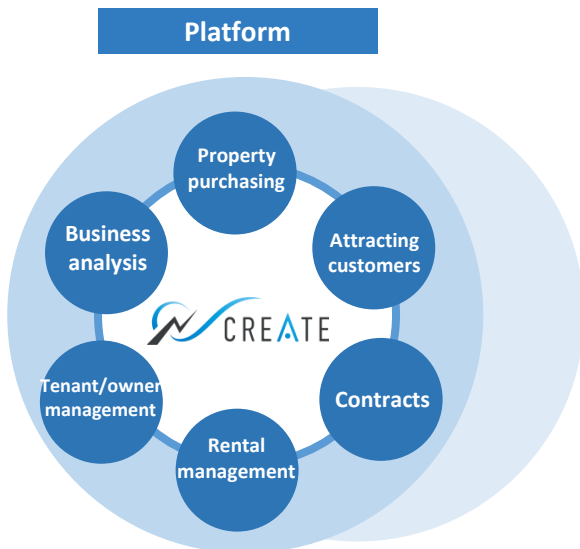 Platform
Property
purchasing
Attracting
customers
Contracts
Rental
management
Tenant/owner
management
Business
analysis
CREATE